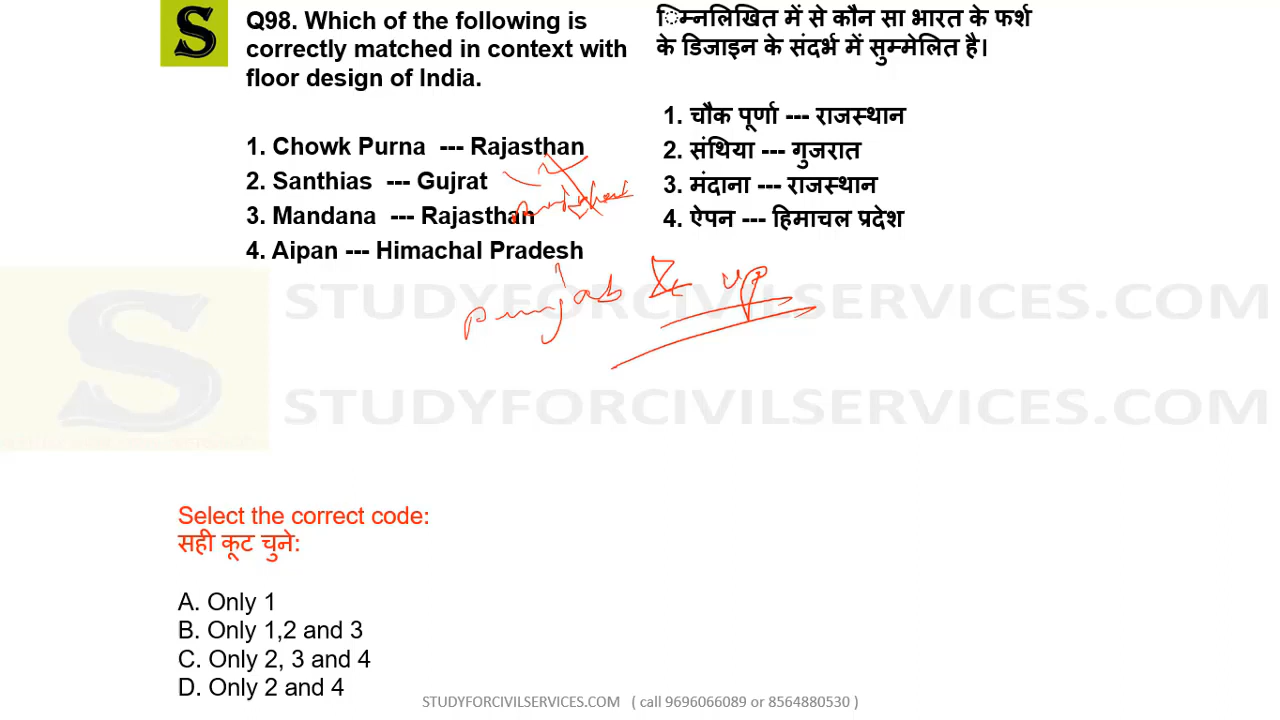 S
Q98. Which of the following is
correctly matched in context with
floor design of India.
1. Chowk Purna --- Rajasthan
2. Santhias --- Gujrat
3. Mandana --- Rajasthan
4. Aipan --- Himachal Pradesh
punjab & up
िनम्नलिखित में से कौन सा भारत के फर्श
के डिजाइन के संदर्भ में सुम्मेलित है।
1. चौक पूर्णा --- राजस्थान
2. संथिया --- गुजरात
3. मंदाना --- राजस्थान
4. ऐपन --- हिमाचल प्रदेश
S
STUDYFORCIVILSERVICES.COM
STUDYFORCIVILSERVICES.COM
Select the correct code:
सही कूट चुने:
A. Only 1
B. Only 1,2 and 3
C. Only 2, 3 and 4
D. Only 2 and 4
STUDYFORCIVILSERVICES.COM ( call 9696066089 or 8564880530 )